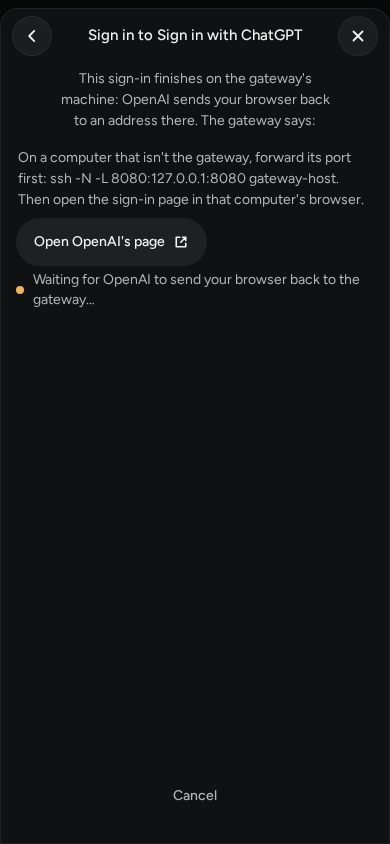 Sign in to Sign in with ChatGPT
This sign-in finishes on the gateway's
machine: OpenAI sends your browser back
to an address there. The gateway says:
On a computer that isn't the gateway, forward its port
first: ssh -N -L 8080:127.0.0.1:8080 gateway-host.
Then open the sign-in page in that computer's browser.
Open OpenAI's page
Waiting for OpenAI to send your browser back to the
gateway...
Cancel